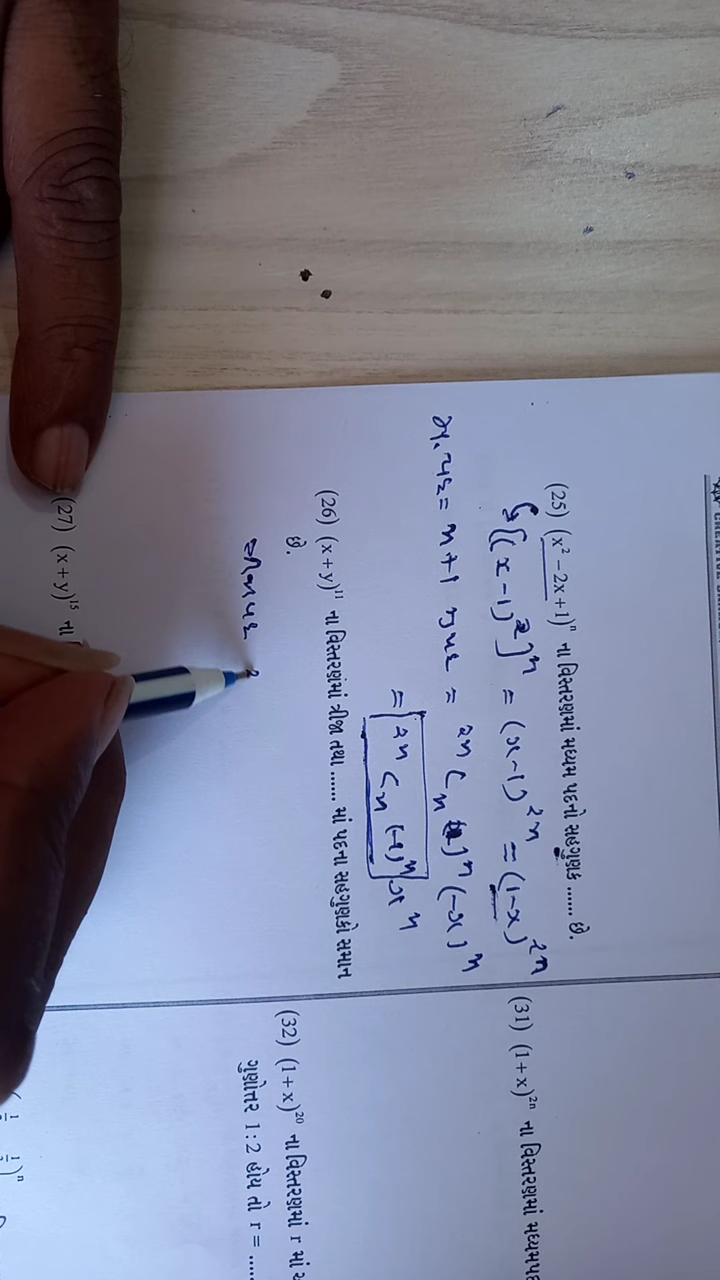 (25) (x² − 2x + 1)ⁿ ના વિસ્તરણમાં મધ્યમ પદનો સહગુણક ...... છે.
[(x−1)²]ⁿ = (x−1)²ⁿ = (1−x)²ⁿ
મ. પદ = n+1 મું પદ = ²ⁿCₙ ( )ⁿ (−x)ⁿ
= ²ⁿCₙ (−1)ⁿ xⁿ
(26) (x + y)¹¹ ના વિસ્તરણમાં ત્રીજા તથા ...... માં પદના સહગુણકો સમાન
છે.
(27) (x + y)¹⁵ ના
(31) (1 + x)²ⁿ ના વિસ્તરણમાં મધ્યમપદ
(32) (1 + x)²⁰ ના વિસ્તરણમાં r માં
ગુણોત્તર 1 : 2 હોય તો r = ......